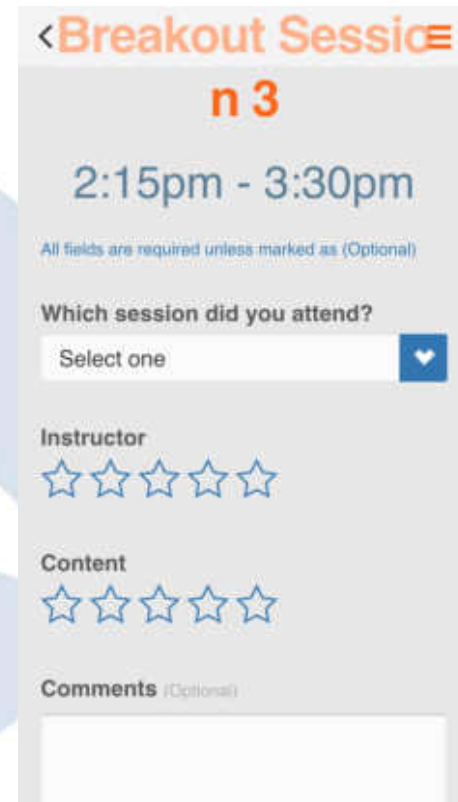 Breakout Sessio
n 3
2:15pm - 3:30pm
All fields are required unless marked as (Optional)
Which session did you attend?
Select one
Instructor
Content
Comments (Optional)